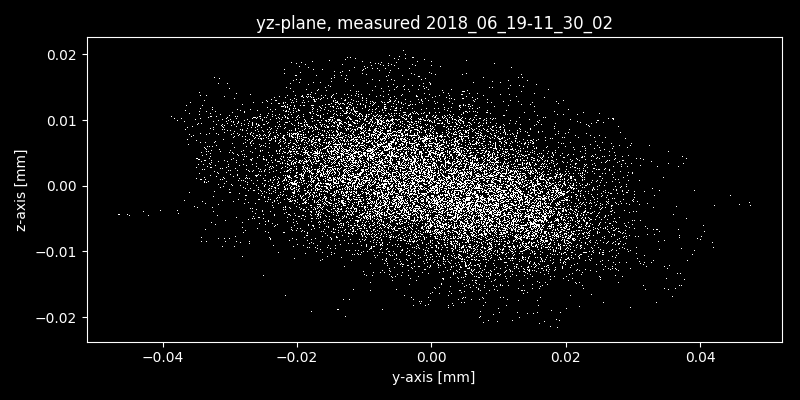 yz-plane, measured 2018_06_19-11_30_02
z-axis [mm]
0.02
0.01
0.00
−0.01
−0.02
−0.04 −0.02 0.00 0.02 0.04
y-axis [mm]